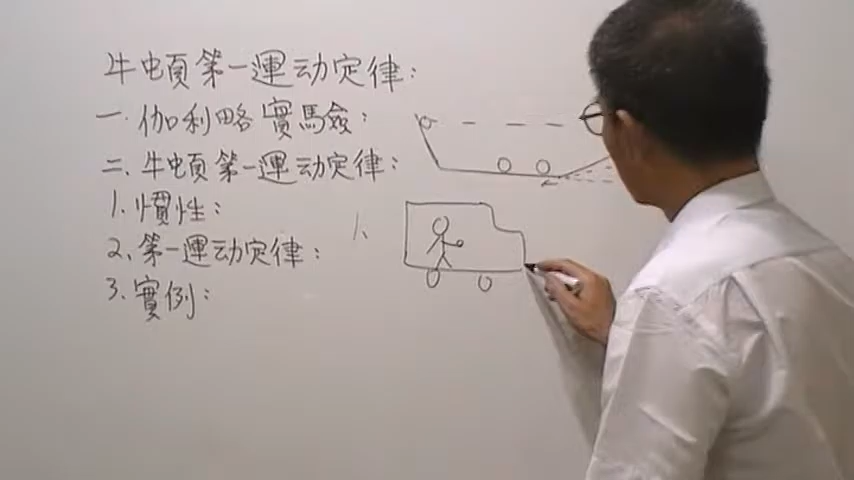 牛頓第一運动定律：
一.伽利略實驗：
二、牛頓第一運动定律：
1.慣性：
2、第一運动定律：
3.實例：
1、